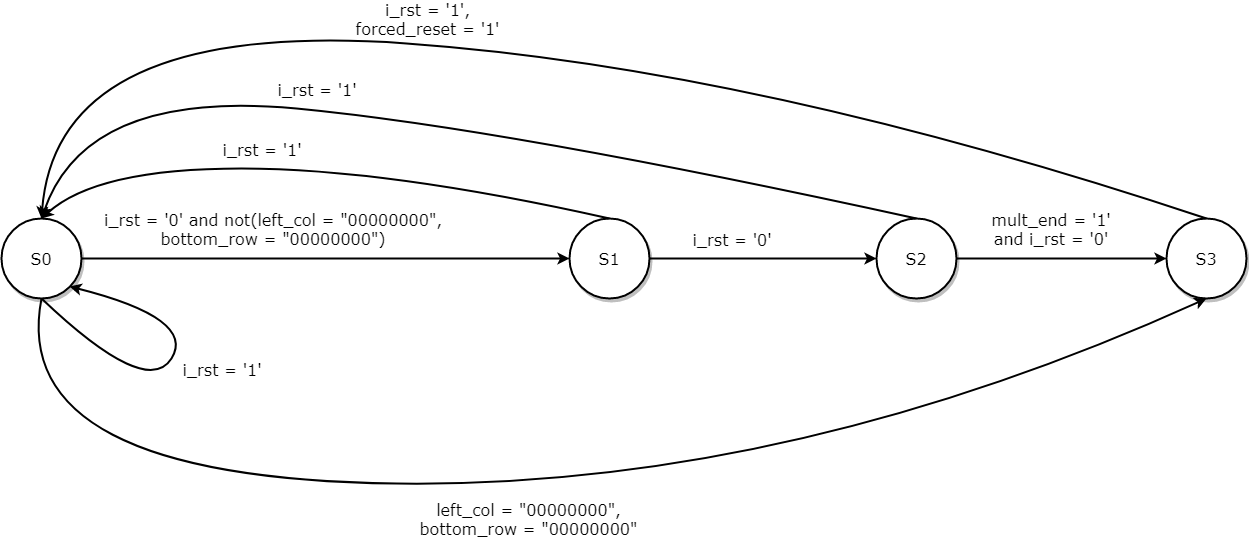 i_rst = '1',
forced_reset = '1'
i_rst = '1'
i_rst = '1'
i_rst = '0' and not(left_col = "00000000",
bottom_row = "00000000")
i_rst = '0'
mult_end = '1'
and i_rst = '0'
S0
S1
S2
S3
i_rst = '1'
left_col = "00000000",
bottom_row = "00000000"